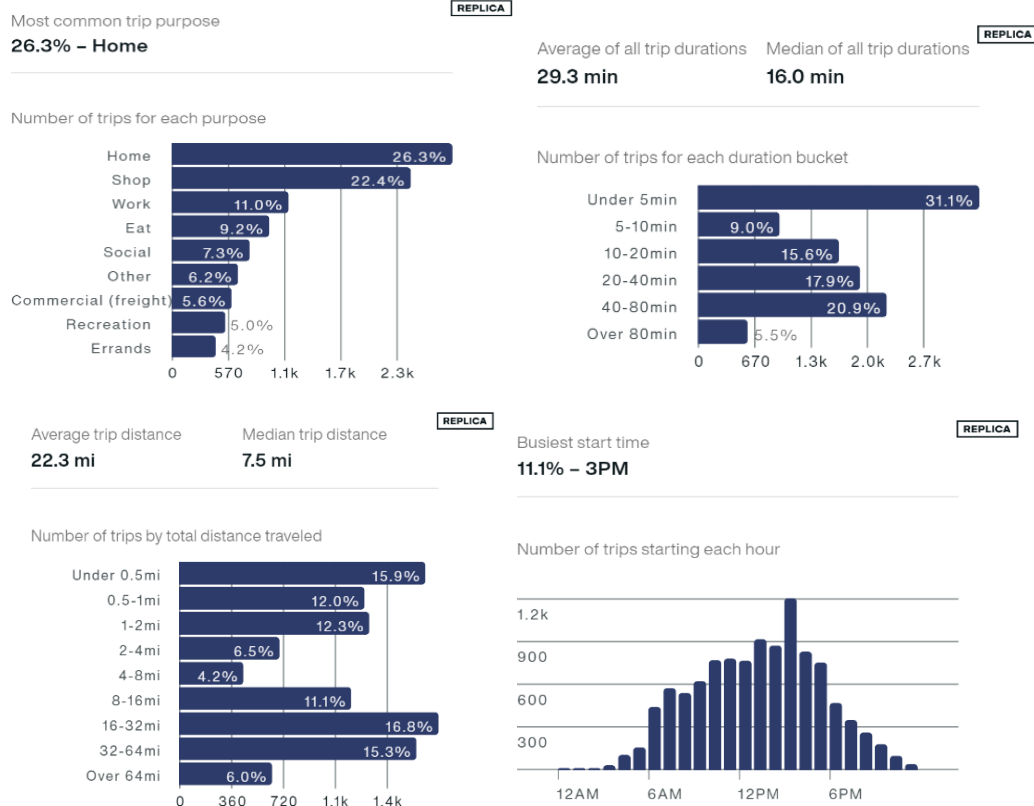 REPLICA
Most common trip purpose
26.3% – Home
Number of trips for each purpose
Home 26.3%
Shop 22.4%
Work 11.0%
Eat 9.2%
Social 7.3%
Other 6.2%
Commercial (freight) 5.6%
Recreation 5.0%
Errands 4.2%
0 570 1.1k 1.7k 2.3k
REPLICA
Average of all trip durations Median of all trip durations
29.3 min 16.0 min
Number of trips for each duration bucket
Under 5min 31.1%
5-10min 9.0%
10-20min 15.6%
20-40min 17.9%
40-80min 20.9%
Over 80min 5.5%
0 670 1.3k 2.0k 2.7k
REPLICA
Average trip distance Median trip distance
22.3 mi 7.5 mi
Number of trips by total distance traveled
Under 0.5mi 15.9%
0.5-1mi 12.0%
1-2mi 12.3%
2-4mi 6.5%
4-8mi 4.2%
8-16mi 11.1%
16-32mi 16.8%
32-64mi 15.3%
Over 64mi 6.0%
0 360 720 1.1k 1.4k
REPLICA
Busiest start time
11.1% – 3PM
Number of trips starting each hour
1.2k
900
600
300
12AM 6AM 12PM 6PM